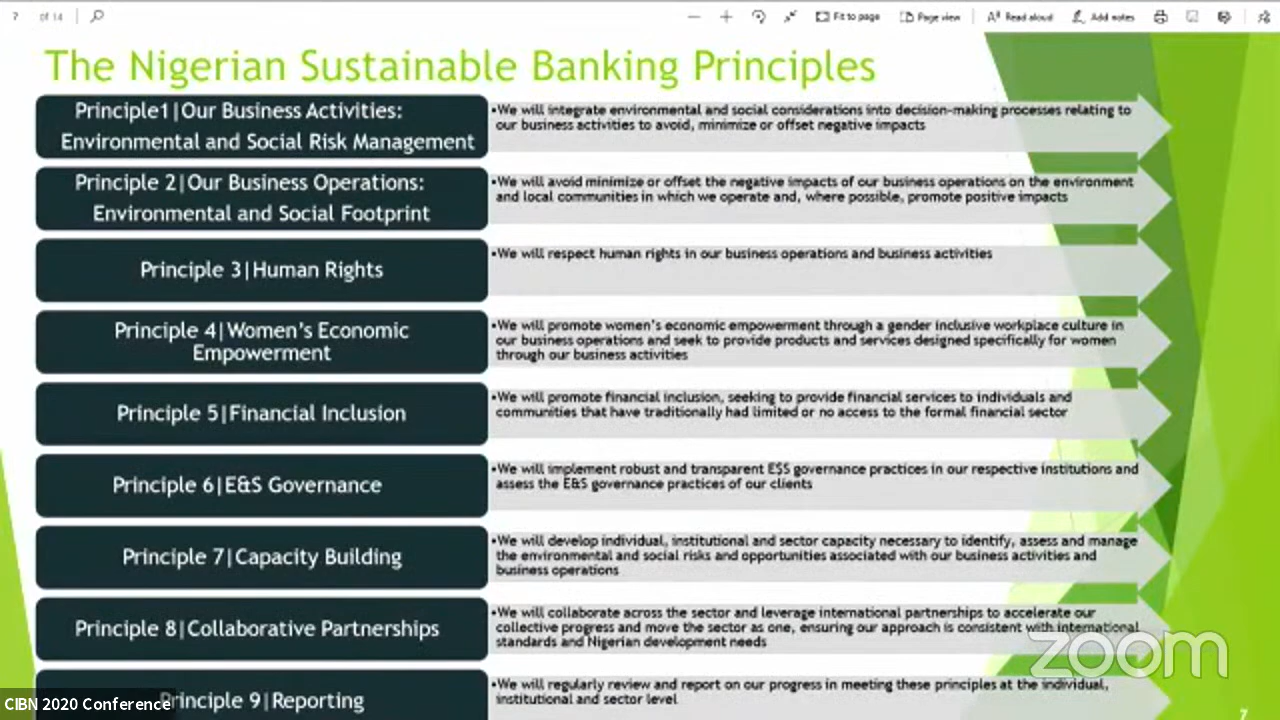 7 of 14
Fit to page
Page view
Read aloud
Add notes
The Nigerian Sustainable Banking Principles
Principle1|Our Business Activities:
Environmental and Social Risk Management
•We will integrate environmental and social considerations into decision-making processes relating to
our business activities to avoid, minimize or offset negative impacts
Principle 2|Our Business Operations:
Environmental and Social Footprint
•We will avoid minimize or offset the negative impacts of our business operations on the environment
and local communities in which we operate and, where possible, promote positive impacts
Principle 3|Human Rights
•We will respect human rights in our business operations and business activities
Principle 4|Women's Economic
Empowerment
•We will promote women's economic empowerment through a gender inclusive workplace culture in
our business operations and seek to provide products and services designed specifically for women
through our business activities
Principle 5|Financial Inclusion
•We will promote financial inclusion, seeking to provide financial services to individuals and
communities that have traditionally had limited or no access to the formal financial sector
Principle 6|E&S Governance
•We will implement robust and transparent ESS governance practices in our respective institutions and
assess the E&S governance practices of our clients
Principle 7|Capacity Building
•We will develop individual, institutional and sector capacity necessary to identify, assess and manage
the environmental and social risks and opportunities associated with our business activities and
business operations
Principle 8|Collaborative Partnerships
•We will collaborate across the sector and leverage international partnerships to accelerate our
collective progress and move the sector as one, ensuring our approach is consistent with international
standards and Nigerian development needs
Principle 9|Reporting
•We will regularly review and report on our progress in meeting these principles at the individual,
institutional and sector level
zoom
CIBN 2020 Conference
7